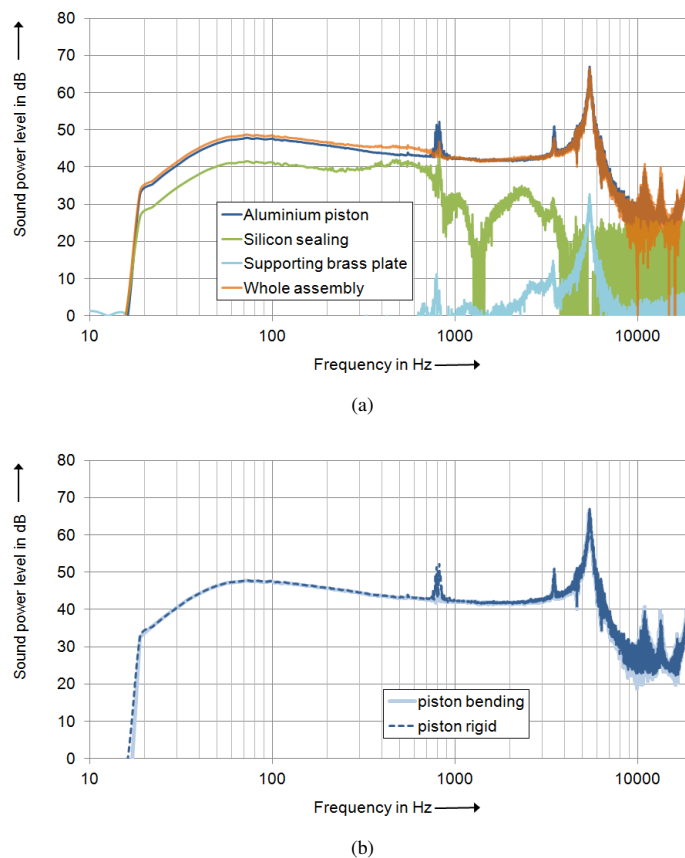 80
70
60
50
40
30
20
10
0
Sound power level in dB
Aluminium piston
Silicon sealing
Supporting brass plate
Whole assembly
10 100 1000 10000
Frequency in Hz
(a)
80
70
60
50
40
30
20
10
0
Sound power level in dB
piston bending
piston rigid
10 100 1000 10000
Frequency in Hz
(b)